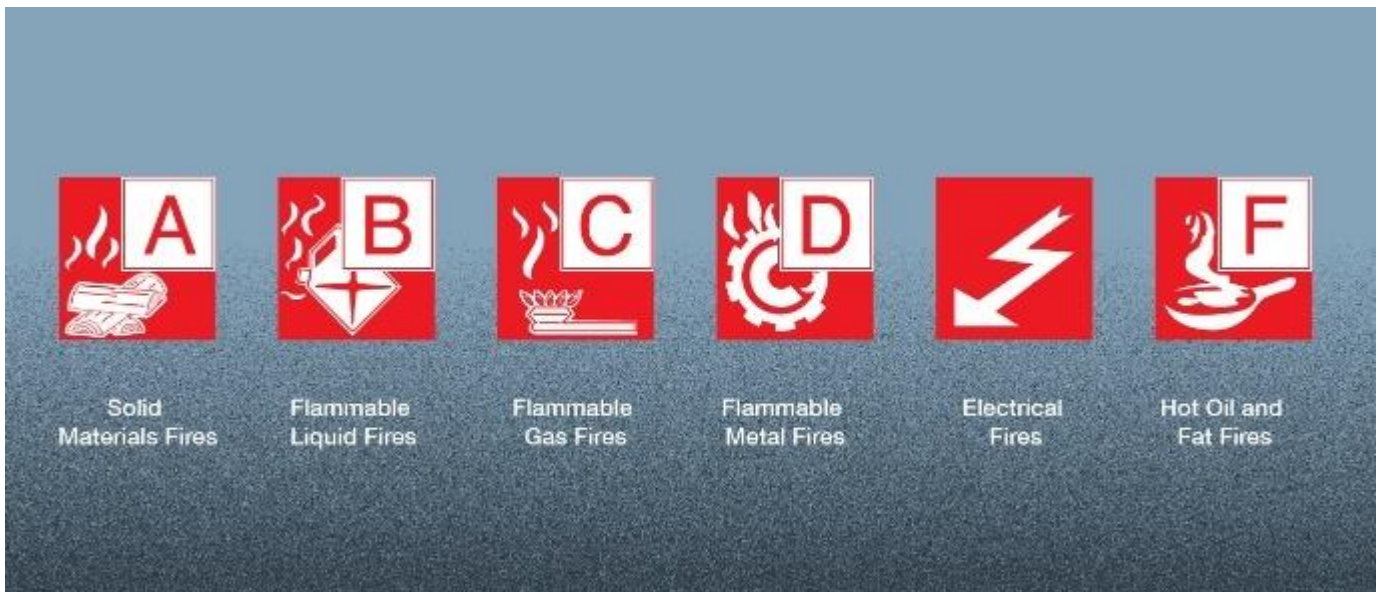 A
B
C
D
F
Solid
Materials Fires
Flammable
Liquid Fires
Flammable
Gas Fires
Flammable
Metal Fires
Electrical
Fires
Hot Oil and
Fat Fires